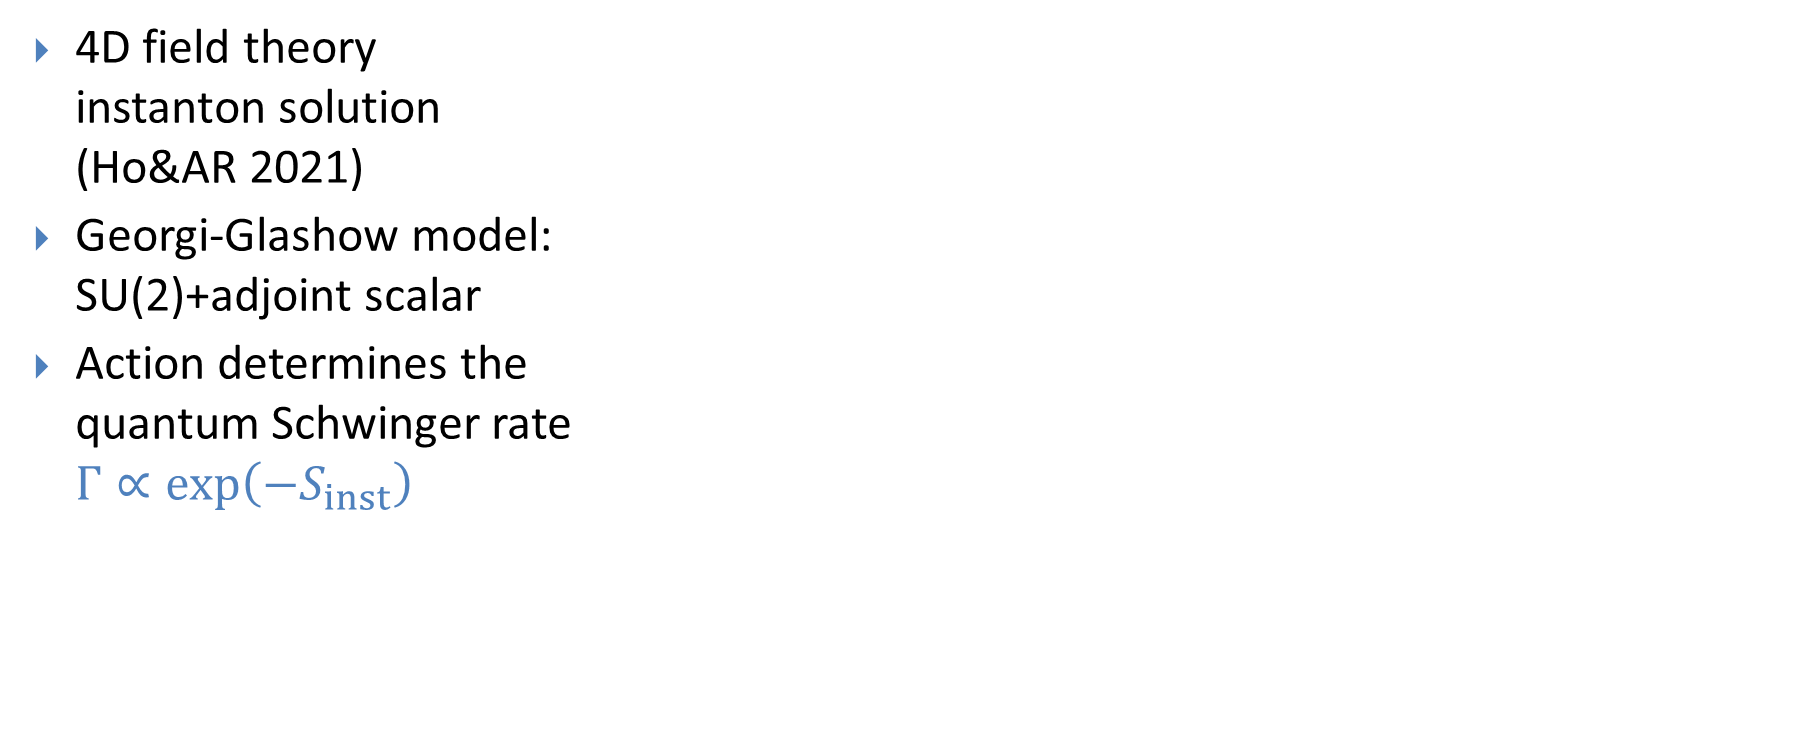 4D field theory
instanton solution
(Ho&AR 2021)
Georgi-Glashow model:
SU(2)+adjoint scalar
Action determines the
quantum Schwinger rate
Γ ∝ exp(−S_inst)